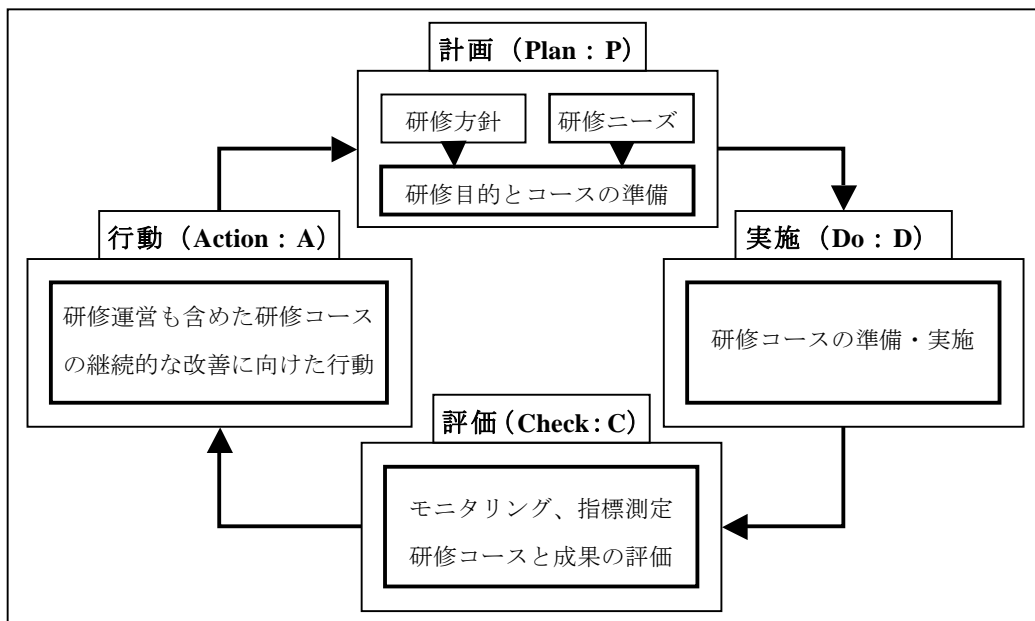 計画（Plan : P）
研修方針
研修ニーズ
研修目的とコースの準備
行動（Action : A）
研修運営も含めた研修コース
の継続的な改善に向けた行動
実施（Do : D）
研修コースの準備・実施
評価（Check : C）
モニタリング、指標測定
研修コースと成果の評価